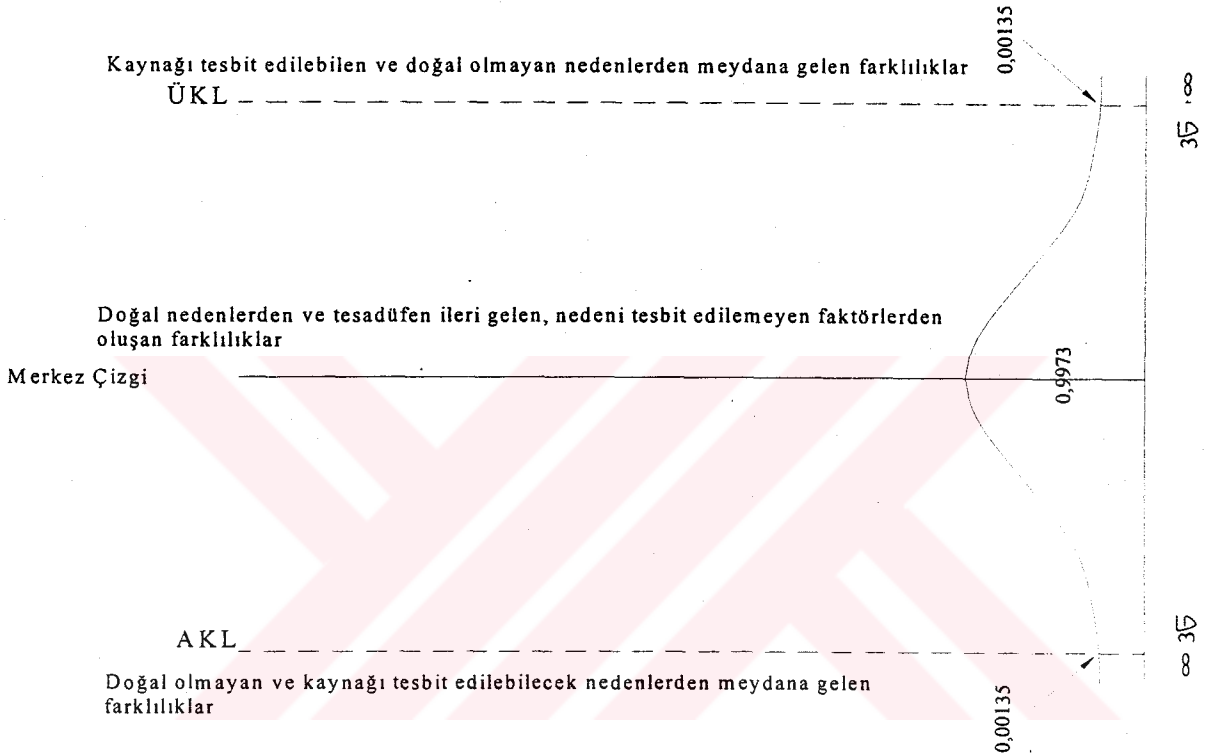 0,00135
Kaynağı tesbit edilebilen ve doğal olmayan nedenlerden meydana gelen farklılıklar
ÜKL
3σ
∞
Doğal nedenlerden ve tesadüfen ileri gelen, nedeni tesbit edilemeyen faktörlerden
oluşan farklılıklar
Merkez Çizgi
0,9973
AKL
3σ
∞
Doğal olmayan ve kaynağı tesbit edilebilecek nedenlerden meydana gelen
farklılıklar
0,00135